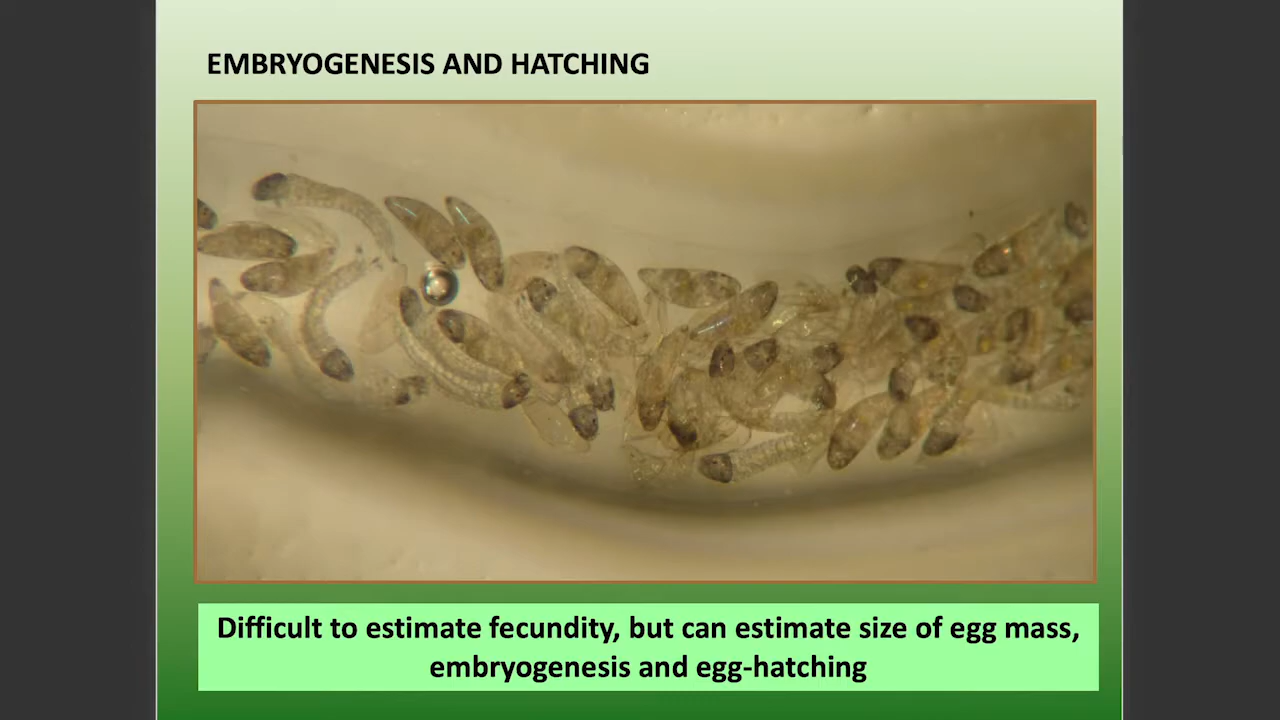 EMBRYOGENESIS AND HATCHING
Difficult to estimate fecundity, but can estimate size of egg mass,
embryogenesis and egg-hatching